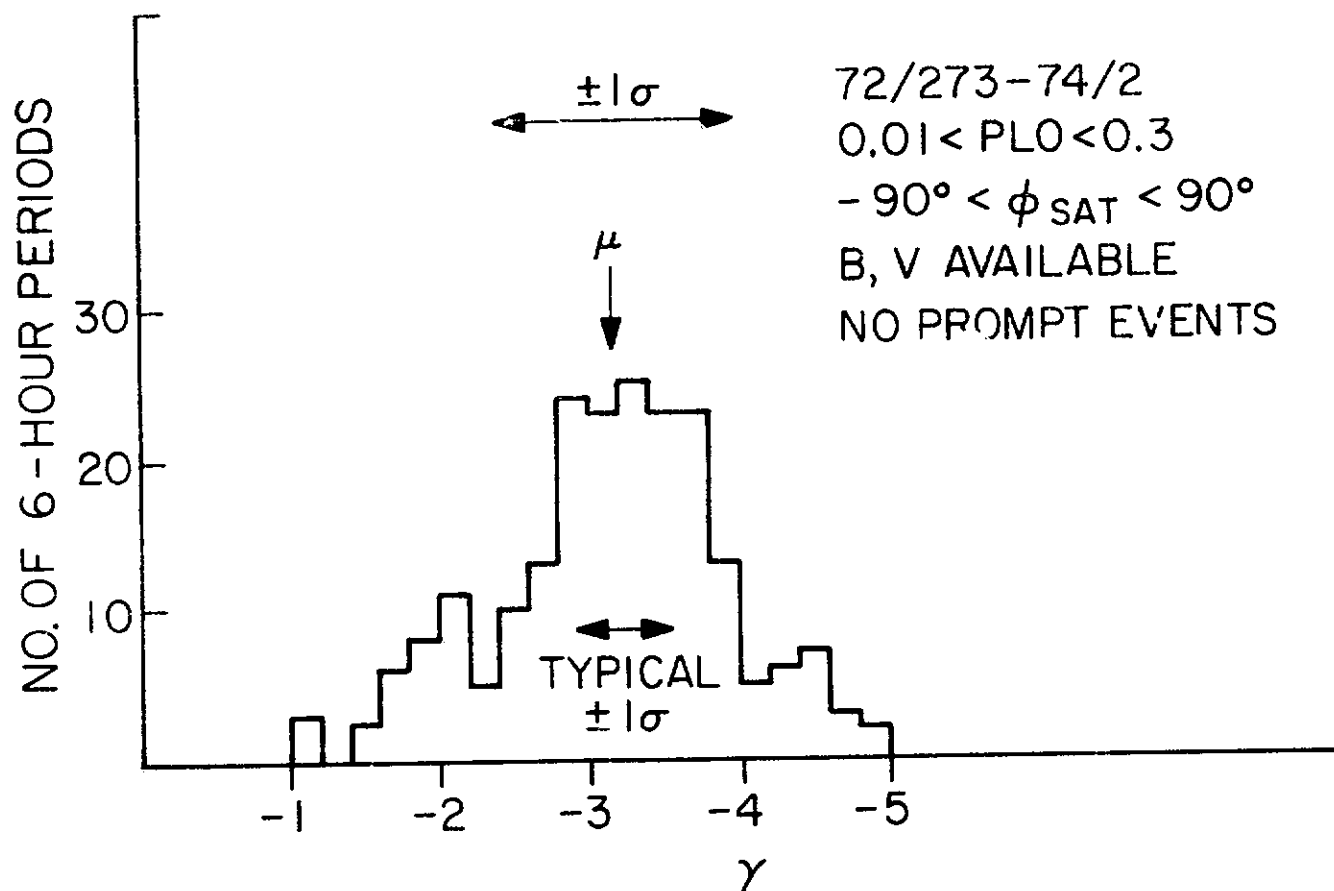 72/273-74/2
0.01 < PLO < 0.3
-90° < ϕ SAT < 90°
B, V AVAILABLE
NO PROMPT EVENTS
±1σ
μ
NO. OF 6-HOUR PERIODS
30
20
10
TYPICAL
±1σ
-1 -2 -3 -4 -5
γ